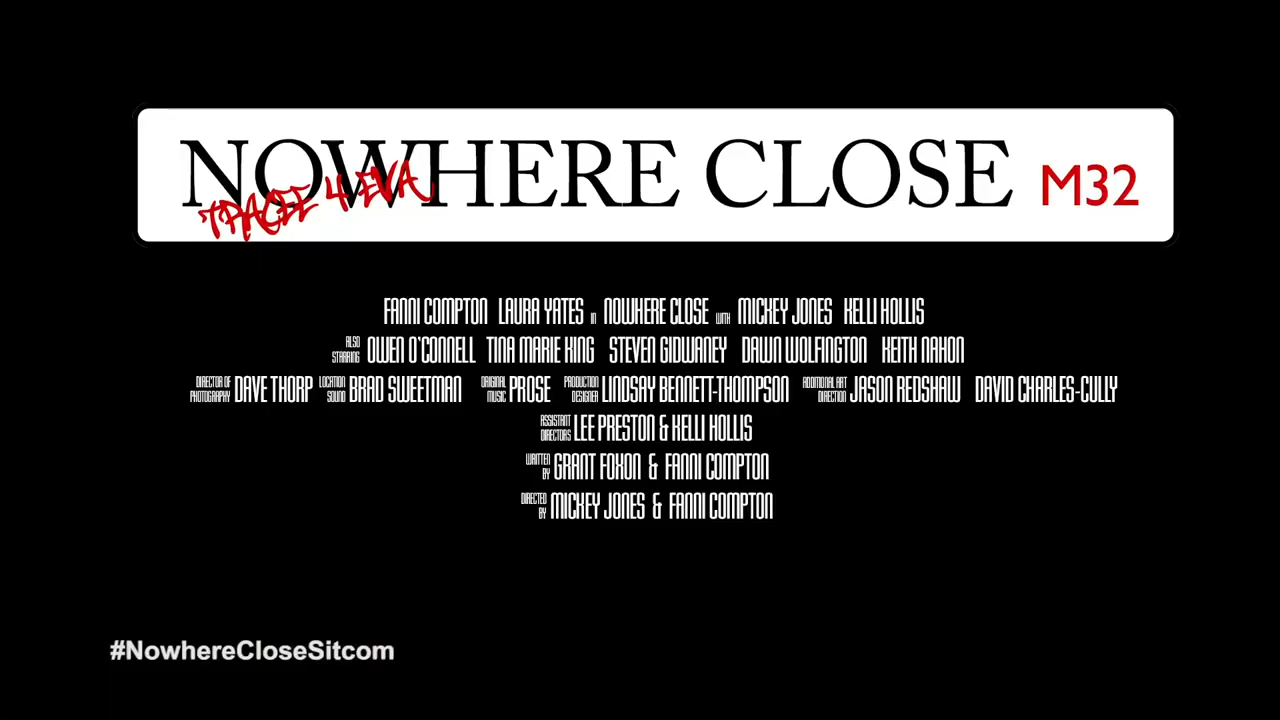 NOWHERE CLOSE M32
TRACEE 4 EVA
FANNI COMPTON LAURA YATES IN NOWHERE CLOSE WITH MICKEY JONES KELLI HOLLIS
ALSO STARRING OWEN O'CONNELL TINA MARIE KING STEVEN GIDWANEY DAWN WOLFINGTON KEITH NAHON
DIRECTOR OF PHOTOGRAPHY DAVE THORP LOCATION SOUND BRAD SWEETMAN ORIGINAL MUSIC PROSE PRODUCTION DESIGNER LINDSAY BENNETT-THOMPSON ADDITIONAL ART DIRECTION JASON REDSHAW DAVID CHARLES-CULLY
ASSISTANT DIRECTORS LEE PRESTON & KELLI HOLLIS
WRITTEN BY GRANT FOXON & FANNI COMPTON
DIRECTED BY MICKEY JONES & FANNI COMPTON
#NowhereCloseSitcom